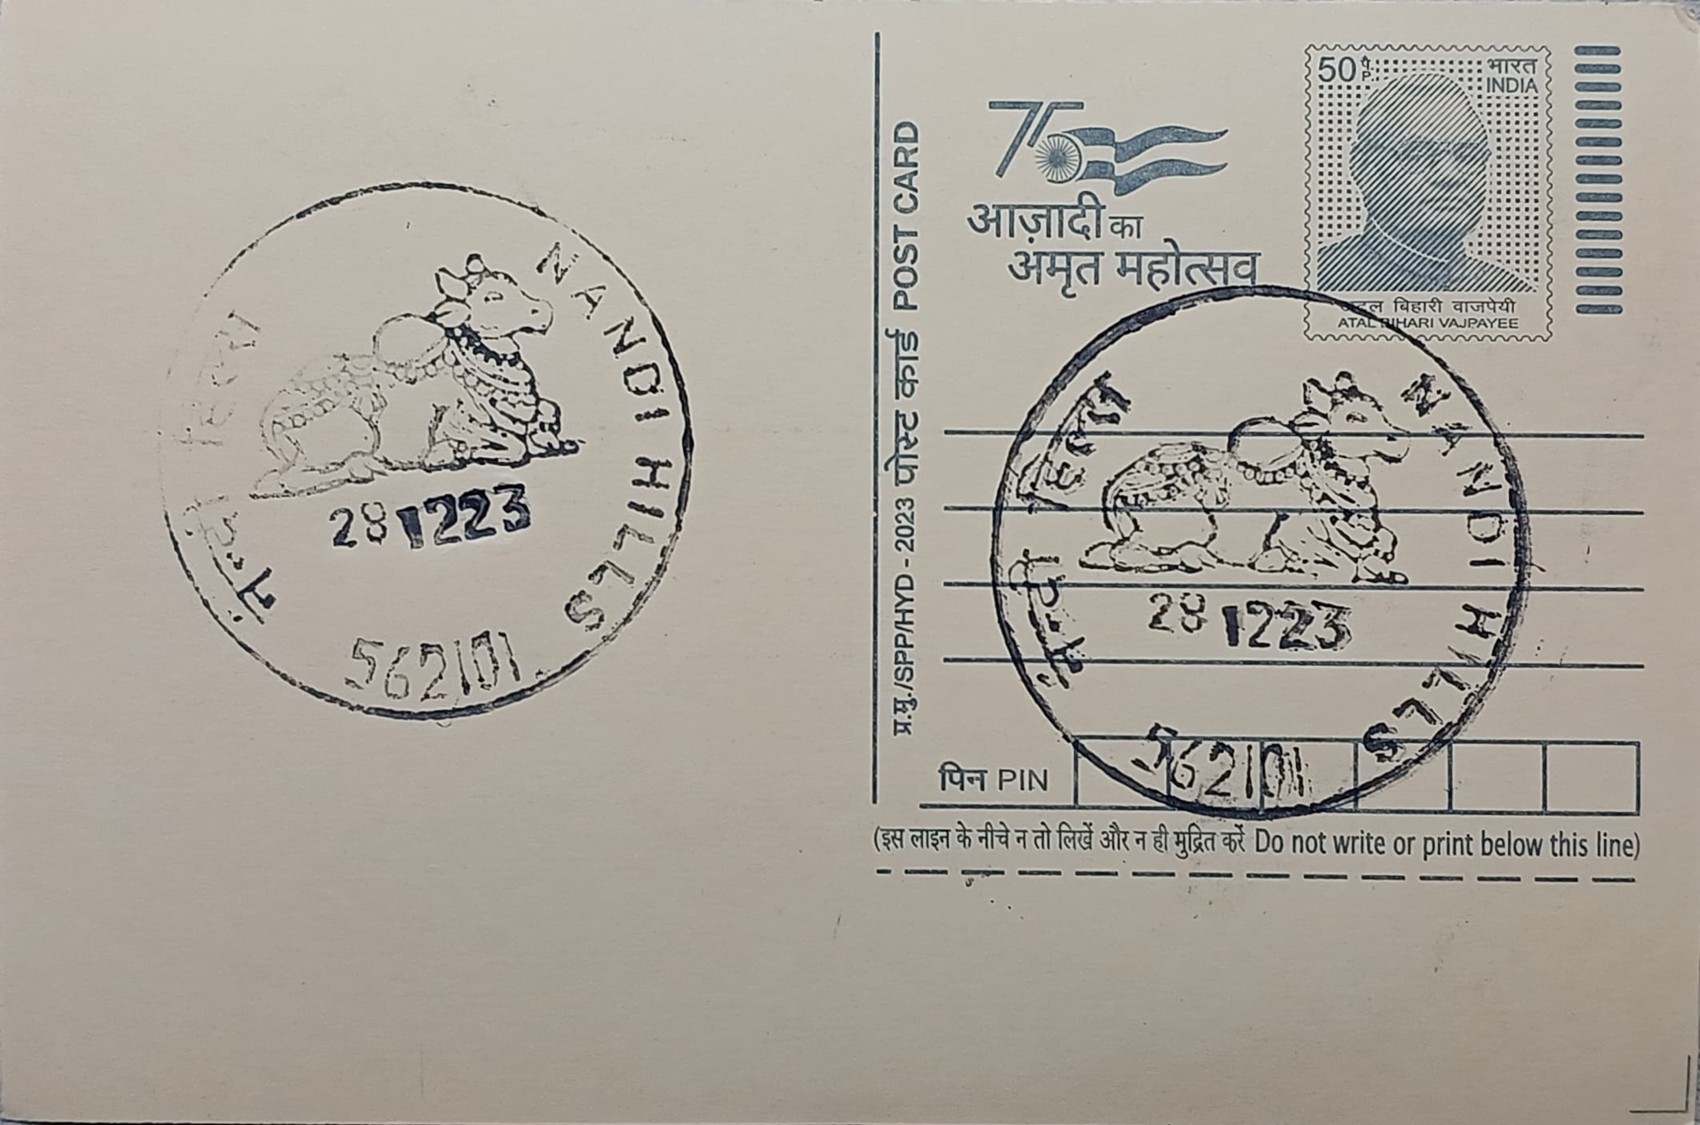 NANDI HILLS
नन्दी हिल्स
28 12 23
562101
प्र.मु./SPP/HYD - 2023 पोस्ट कार्ड POST CARD
75
आज़ादी का
अमृत महोत्सव
50 पै. P.
भारत
INDIA
अटल बिहारी वाजपेयी
ATAL BIHARI VAJPAYEE
NANDI HILLS
नन्दी हिल्स
28 12 23
562101
पिन PIN
(इस लाइन के नीचे न तो लिखें और न ही मुद्रित करें Do not write or print below this line)